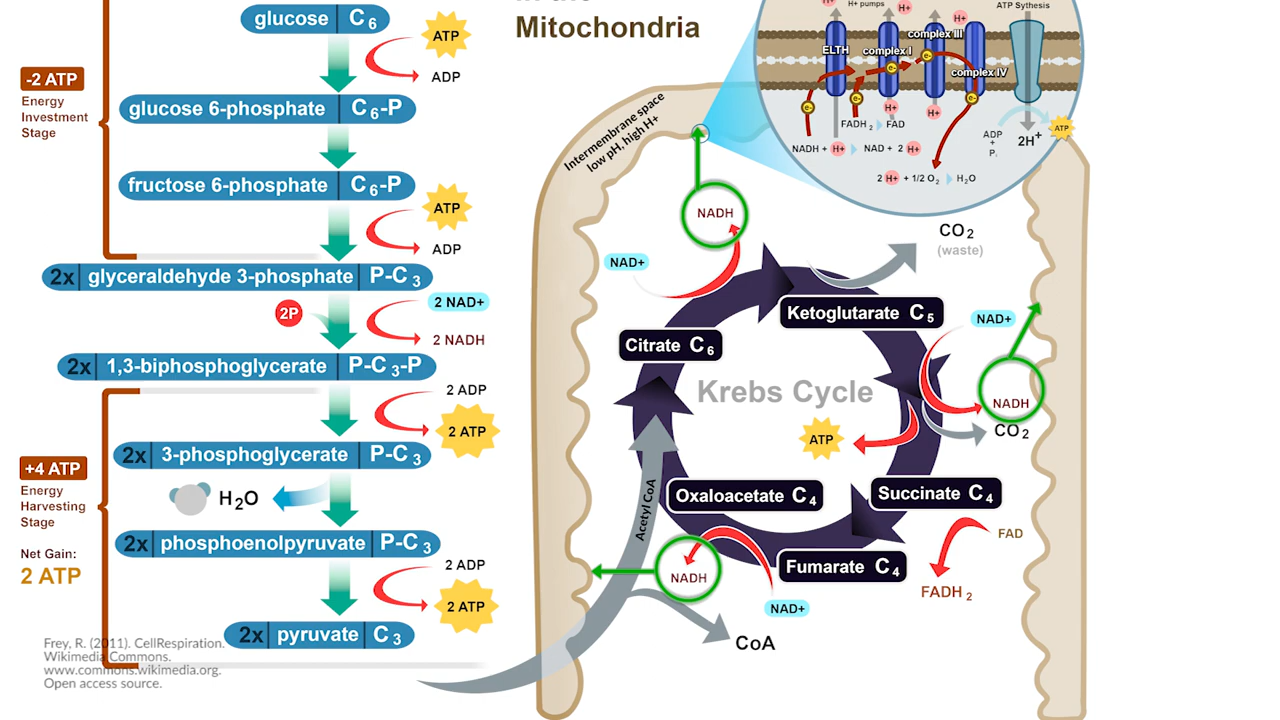 glucose C6
ATP
ADP
-2 ATP
Energy
Investment
Stage
glucose 6-phosphate C6-P
fructose 6-phosphate C6-P
ATP
ADP
2x glyceraldehyde 3-phosphate P-C3
2P
2 NAD+
2 NADH
2x 1,3-biphosphoglycerate P-C3-P
2 ADP
2 ATP
2x 3-phosphoglycerate P-C3
+4 ATP
Energy
Harvesting
Stage
H2O
2x phosphoenolpyruvate P-C3
Net Gain:
2 ATP
2 ADP
2 ATP
2x pyruvate C3
Frey, R. (2011). CellRespiration.
Wikimedia Commons.
www.commons.wikimedia.org.
Open access source.
Mitochondria
Intermembrane space
low pH, high H+
H+
H+ pumps
H+
H+
ATP Sythesis
ELTH
complex I
complex III
complex IV
e-
e-
e-
e-
e-
H+
H+
FADH2 FAD
NADH + H+ NAD + 2 H+
ADP
+
P.
2H+
ATP
2 H+ + 1/2 O2 H2O
NADH
NAD+
CO2
(waste)
Ketoglutarate C5
Citrate C6
NAD+
NADH
CO2
Krebs Cycle
ATP
Acetyl CoA
Oxaloacetate C4
Succinate C4
FAD
FADH2
Fumarate C4
NADH
NAD+
CoA